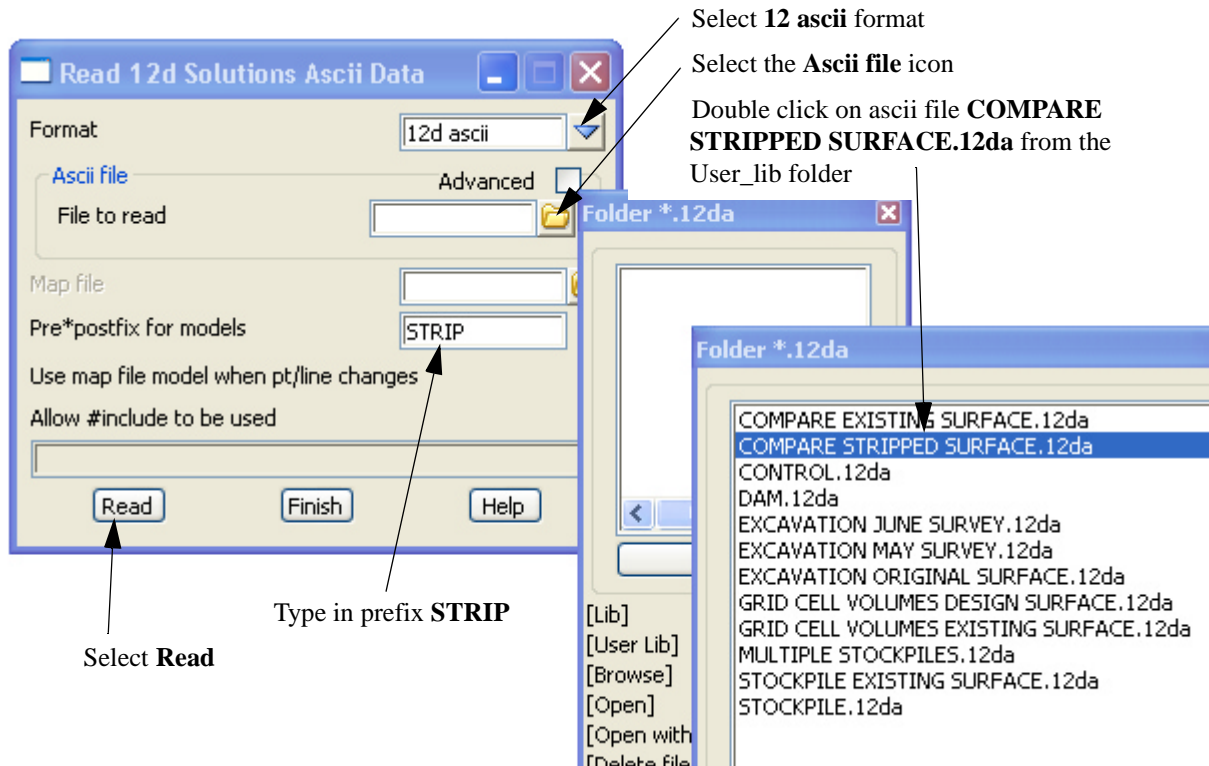 Select 12 ascii format
Select the Ascii file icon
Double click on ascii file COMPARE
STRIPPED SURFACE.12da from the
User_lib folder
Read 12d Solutions Ascii Data
Format
12d ascii
Ascii file
Advanced
File to read
Map file
Pre*postfix for models
STRIP
Use map file model when pt/line changes
Allow #include to be used
Read
Finish
Help
Type in prefix STRIP
Select Read
Folder *.12da
[Lib]
[User Lib]
[Browse]
[Open]
[Open with
[Delete file
Folder *.12da
COMPARE EXISTING SURFACE.12da
COMPARE STRIPPED SURFACE.12da
CONTROL.12da
DAM.12da
EXCAVATION JUNE SURVEY.12da
EXCAVATION MAY SURVEY.12da
EXCAVATION ORIGINAL SURFACE.12da
GRID CELL VOLUMES DESIGN SURFACE.12da
GRID CELL VOLUMES EXISTING SURFACE.12da
MULTIPLE STOCKPILES.12da
STOCKPILE EXISTING SURFACE.12da
STOCKPILE.12da